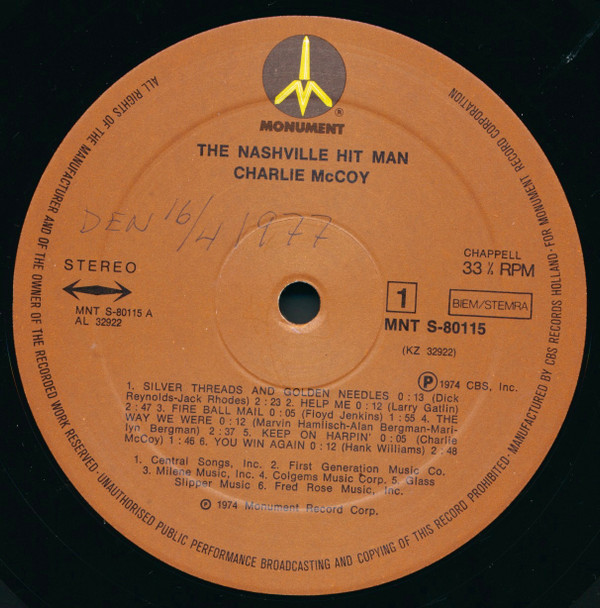 ®
MONUMENT
THE NASHVILLE HIT MAN
CHARLIE McCOY
DEN 16/4 1977
STEREO
MNT S-80115 A
AL 32922
CHAPPELL
33 ⅓ RPM
1
BIEM/STEMRA
MNT S-80115
(KZ 32922)
Ⓟ 1974 CBS, Inc.
1. SILVER THREADS AND GOLDEN NEEDLES 0:13 (Dick
Reynolds-Jack Rhodes) 2:23 2. HELP ME 0:12 (Larry Gatlin)
2:47 3. FIRE BALL MAIL 0:05 (Floyd Jenkins) 1:55 4. THE
WAY WE WERE 0:12 (Marvin Hamlisch-Alan Bergman-Mari-
lyn Bergman) 2:37 5. KEEP ON HARPIN' 0:05 (Charlie
McCoy) 1:46 6. YOU WIN AGAIN 0:12 (Hank Williams) 2:48
1. Central Songs, Inc. 2. First Generation Music Co.
3. Milene Music, Inc. 4. Colgems Music Corp. 5. Glass
Slipper Music 6. Fred Rose Music, Inc.
Ⓟ 1974 Monument Record Corp.
ALL RIGHTS OF THE MANUFACTURER AND OF THE OWNER OF THE RECORDED WORK RESERVED· UNAUTHORISED PUBLIC PERFORMANCE BROADCASTING AND COPYING OF THIS RECORD PROHIBITED· MANUFACTURED BY CBS RECORDS HOLLAND· FOR MONUMENT RECORD CORPORATION